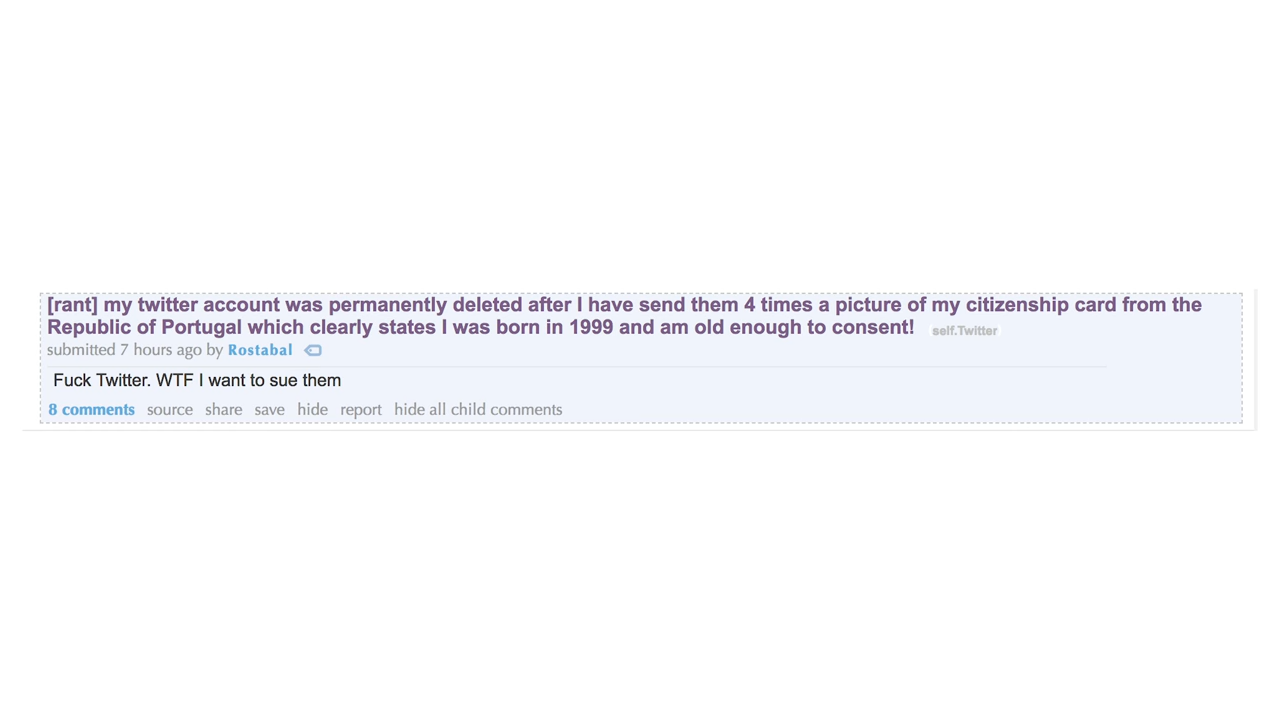 [rant] my twitter account was permanently deleted after I have send them 4 times a picture of my citizenship card from the
Republic of Portugal which clearly states I was born in 1999 and am old enough to consent! self.Twitter
submitted 7 hours ago by Rostabal
Fuck Twitter. WTF I want to sue them
8 comments source share save hide report hide all child comments